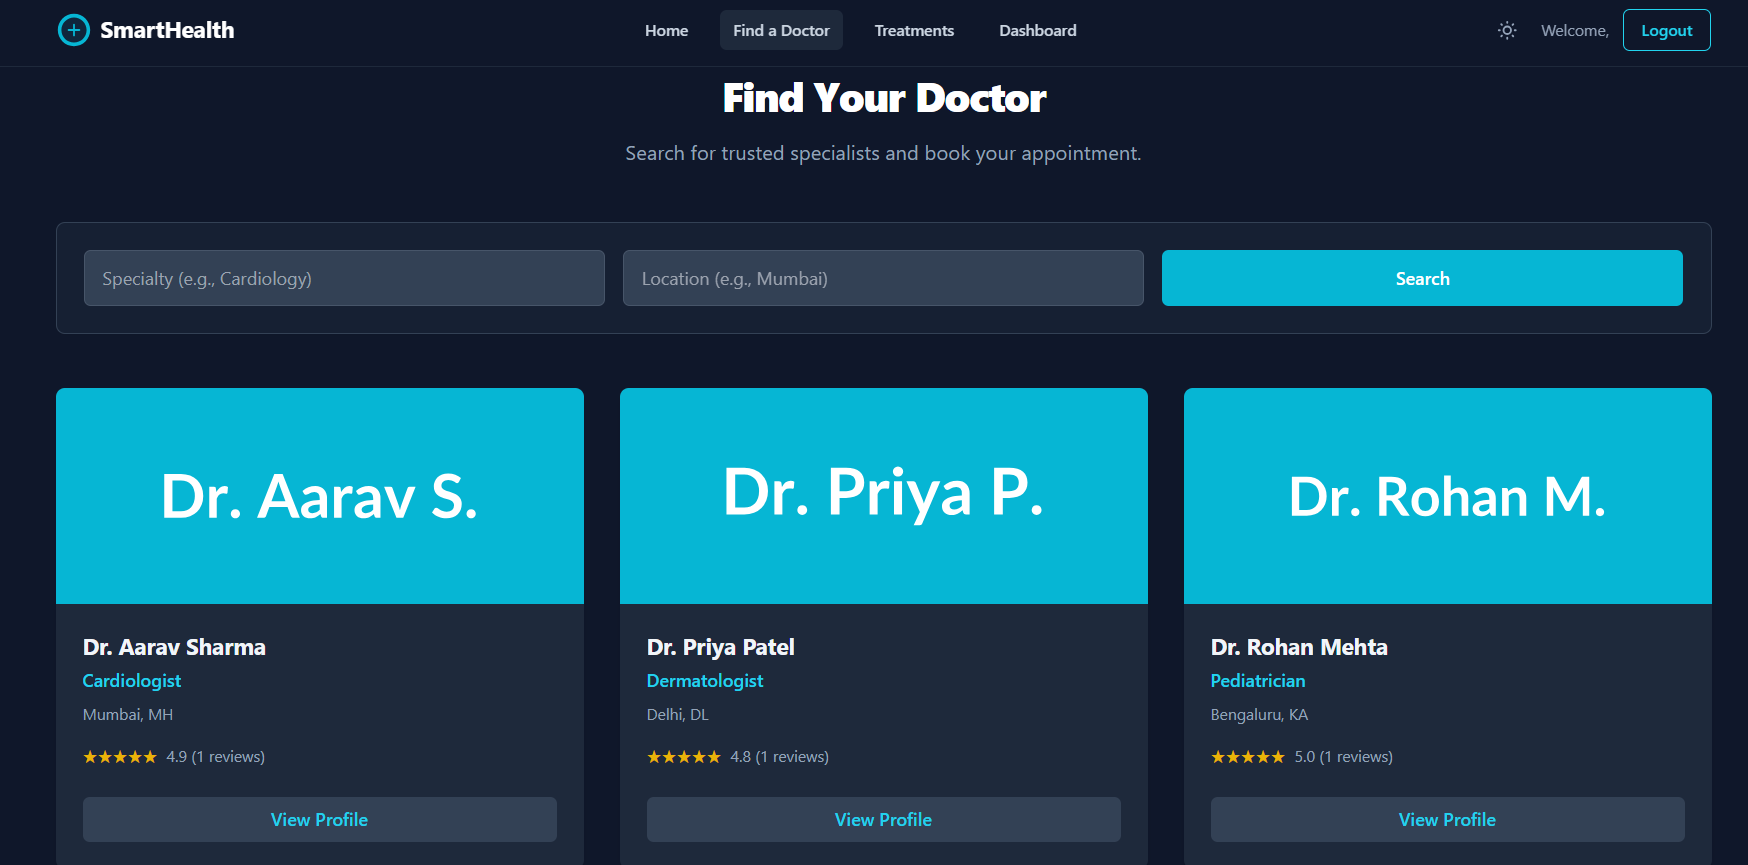 SmartHealth
Home
Find a Doctor
Treatments
Dashboard
Welcome,
Logout
Find Your Doctor
Search for trusted specialists and book your appointment.
Specialty (e.g., Cardiology)
Location (e.g., Mumbai)
Search
Dr. Aarav S.
Dr. Aarav Sharma
Cardiologist
Mumbai, MH
★★★★★ 4.9 (1 reviews)
View Profile
Dr. Priya P.
Dr. Priya Patel
Dermatologist
Delhi, DL
★★★★★ 4.8 (1 reviews)
View Profile
Dr. Rohan M.
Dr. Rohan Mehta
Pediatrician
Bengaluru, KA
★★★★★ 5.0 (1 reviews)
View Profile